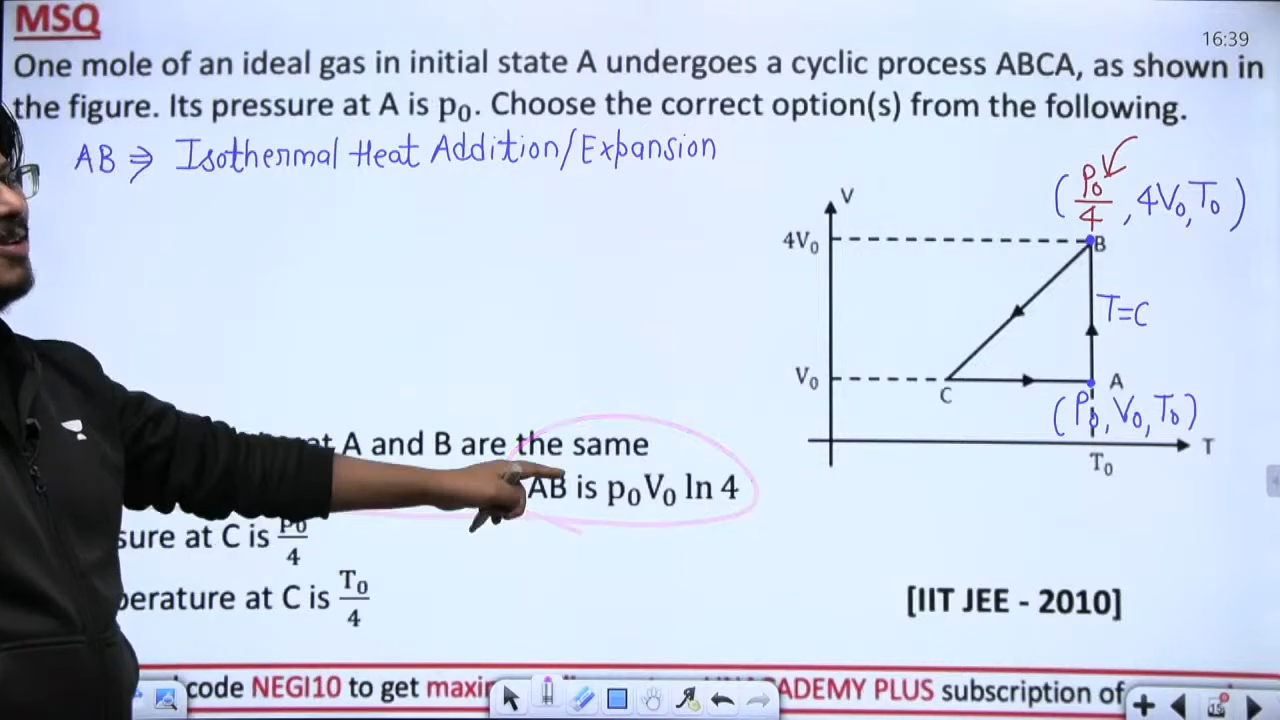 MSQ
16:39
One mole of an ideal gas in initial state A undergoes a cyclic process ABCA, as shown in
the figure. Its pressure at A is p₀. Choose the correct option(s) from the following.
AB ⇒ Isothermal Heat Addition/Expansion
(P₀/4, 4V₀, T₀)
V
4V₀
B
T=C
V₀
C
A
(P₀, V₀, T₀)
T
T₀
A and B are the same
AB is p₀V₀ ln 4
sure at C is P₀/4
perature at C is T₀/4
[IIT JEE - 2010]
code NEGI10 to get
ACADEMY PLUS subscription of
15